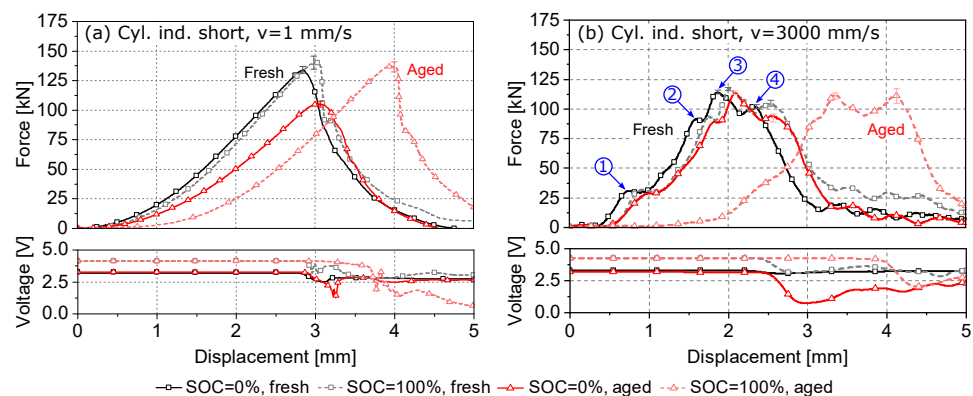 (a) Cyl. ind. short, v=1 mm/s
Force [kN]
175
150
125
100
75
50
25
0
Fresh
Aged
Voltage [V]
5.0
2.5
0.0
0 1 2 3 4 5
Displacement [mm]
(b) Cyl. ind. short, v=3000 mm/s
Force [kN]
175
150
125
100
75
50
25
0
①
②
③
④
Fresh
Aged
Voltage [V]
5.0
2.5
0.0
0 1 2 3 4 5
Displacement [mm]
SOC=0%, fresh SOC=100%, fresh SOC=0%, aged SOC=100%, aged